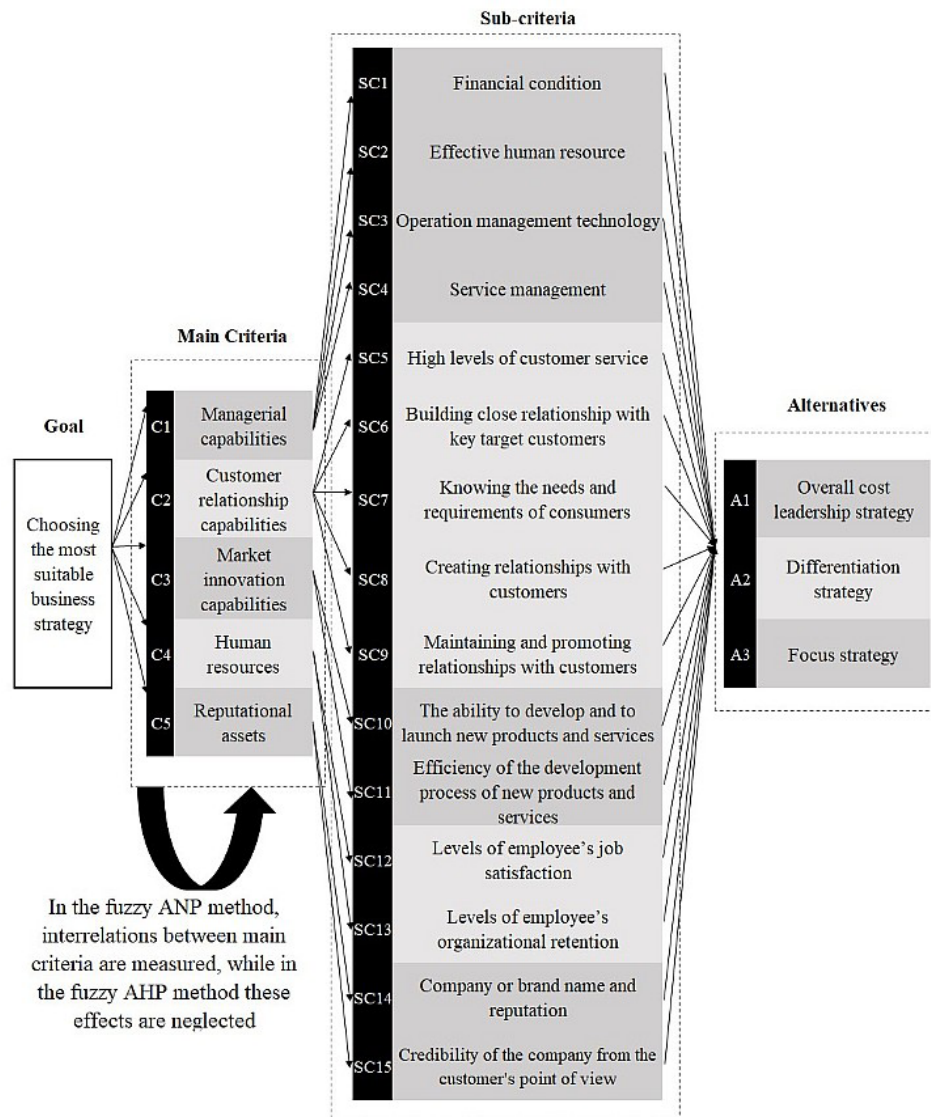 Sub-criteria
SC1
Financial condition
SC2
Effective human resource
SC3
Operation management technology
SC4
Service management
SC5
High levels of customer service
SC6
Building close relationship with
key target customers
SC7
Knowing the needs and
requirements of consumers
SC8
Creating relationships with
customers
SC9
Maintaining and promoting
relationships with customers
SC10
The ability to develop and to
launch new products and services
SC11
Efficiency of the development
process of new products and
services
SC12
Levels of employee's job
satisfaction
SC13
Levels of employee's
organizational retention
SC14
Company or brand name and
reputation
SC15
Credibility of the company from the
customer's point of view
Main Criteria
C1
Managerial
capabilities
C2
Customer
relationship
capabilities
C3
Market
innovation
capabilities
C4
Human
resources
C5
Reputational
assets
Goal
Choosing
the most
suitable
business
strategy
Alternatives
A1
Overall cost
leadership strategy
A2
Differentiation
strategy
A3
Focus strategy
In the fuzzy ANP method,
interrelations between main
criteria are measured, while in
the fuzzy AHP method these
effects are neglected